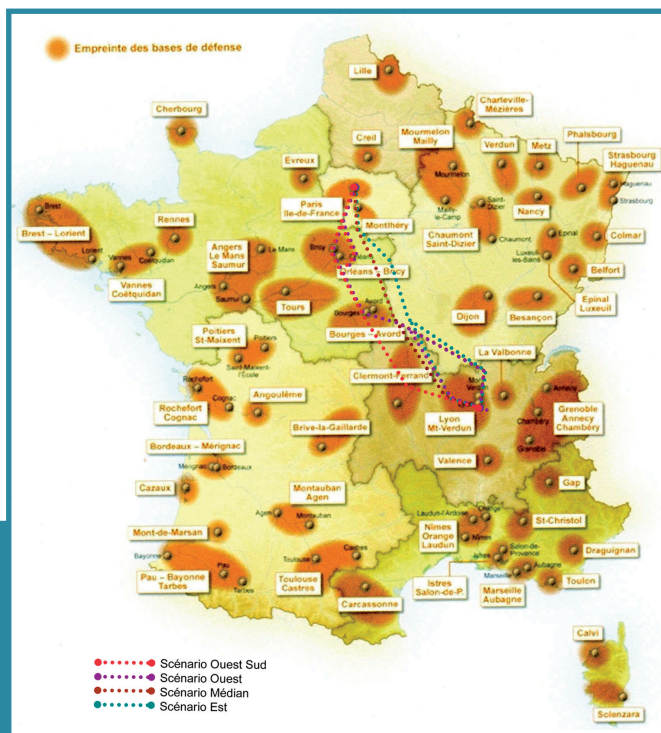 Empreinte des bases de défense
Lille
Cherbourg
Charleville-
Mézières
Creil
Mourmelon
Mailly
Verdun
Metz
Phalsbourg
Strasbourg
Haguenau
Evreux
Mourmelon
Haguenau
Strasbourg
Brest
Brest – Lorient
Lorient
Rennes
Paris
Ile-de-France
Montlhéry
Mailly-
le-Camp
Saint-
Dizier
Nancy
Vannes
Coëtquidan
Vannes
Coëtquidan
Angers
Le Mans
Saumur
Le Mans
Bricy
Orléans - Bricy
Chaumont
Saint-Dizier
Chaumont
Epinal
Luxeuil-
les-Bains
Colmar
Belfort
Angers
Saumur
Tours
Avord
Bourges
Bourges – Avord
Dijon
Besançon
Epinal
Luxeuil
Poitiers
St-Maixent
Poitiers
Saint-Maixent-
l'École
La Valbonne
Rochefort
Cognac
Rochefort
Cognac
Angoulême
Clermont-Ferrand
Mont
Verdun
Lyon
Mt-Verdun
Annecy
Chambéry
Grenoble
Grenoble
Annecy
Chambéry
Brive-la-Gaillarde
Bordeaux – Mérignac
Mérignac
Bordeaux
Valence
Cazaux
Montauban
Agen
Agen
Montauban
Gap
Laudun-l'Ardoise
Orange
Nîmes
Nîmes
Orange
Laudun
St-Christol
Mont-de-Marsan
Bayonne
Pau
Tarbes
Pau – Bayonne
Tarbes
Toulouse
Castres
Toulouse
Castres
Carcassonne
Istres
Salon-de-
Provence
Istres
Salon-de-P.
Marseille
Aubagne
Marseille
Aubagne
Draguignan
Toulon
Calvi
Solenzara
Scénario Ouest Sud
Scénario Ouest
Scénario Médian
Scénario Est